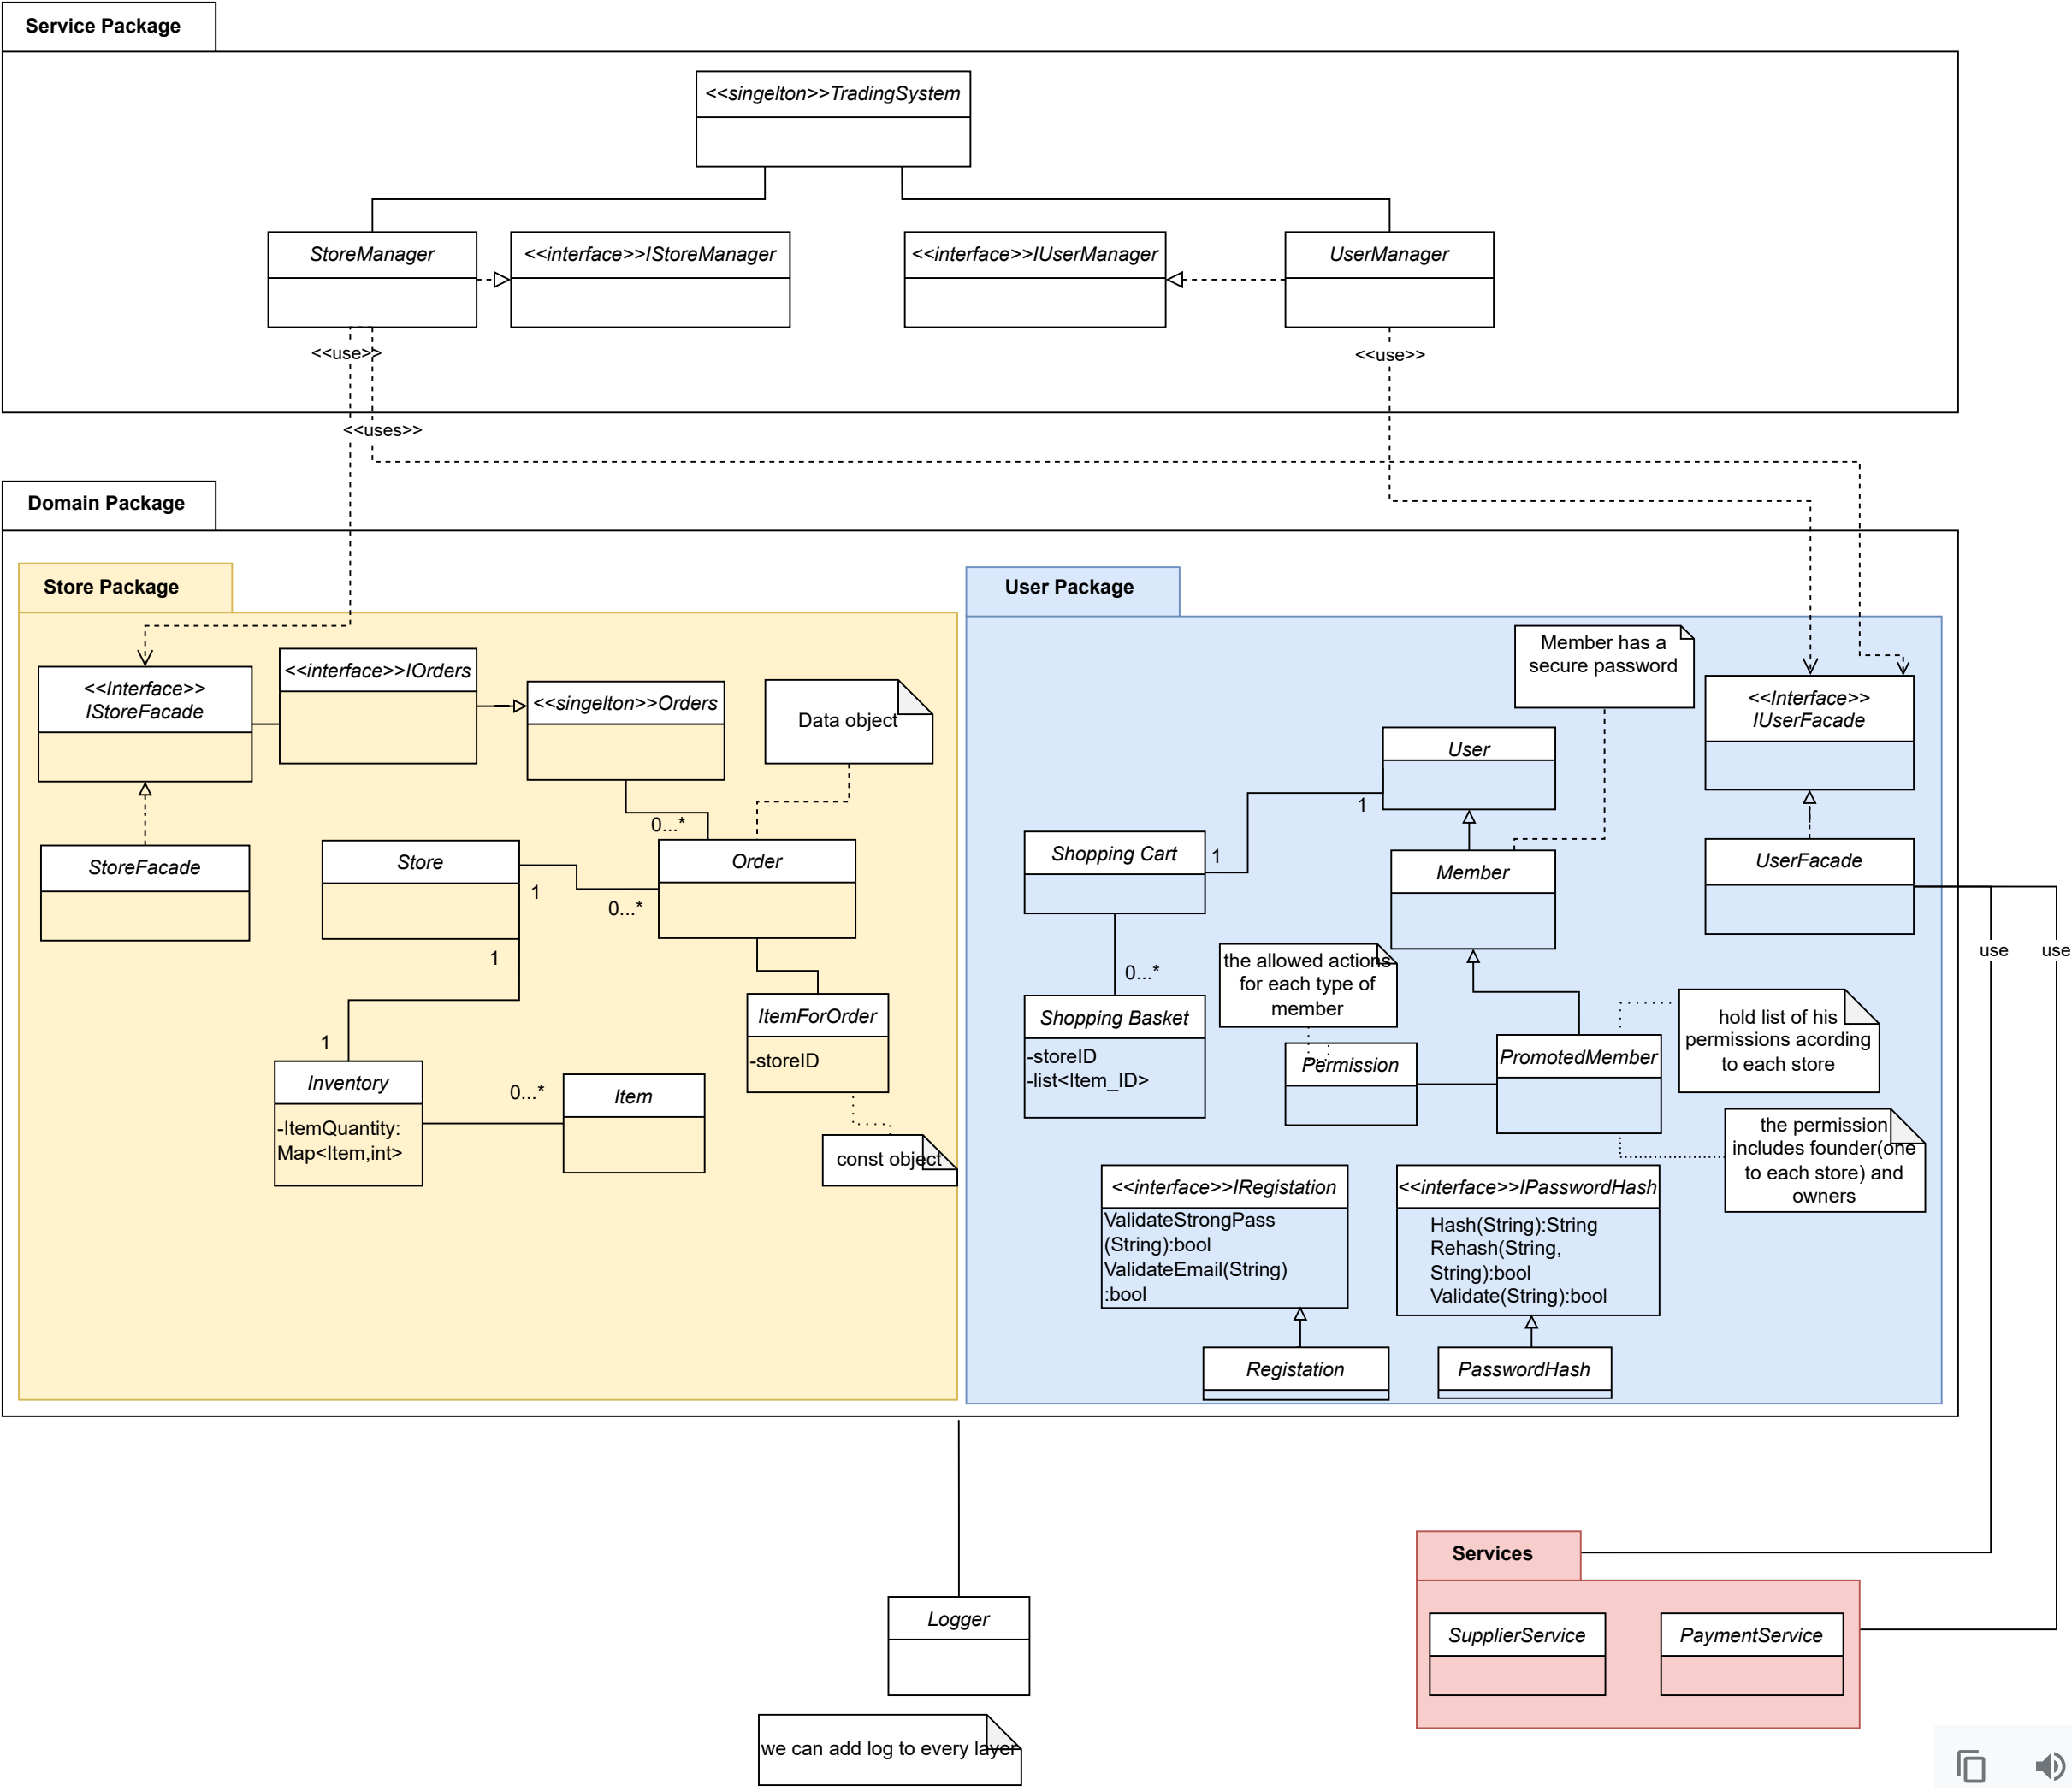 Service Package
<<singelton>>TradingSystem
StoreManager
<<interface>>IStoreManager
<<interface>>IUserManager
UserManager
<<use>>
<<use>>
<<uses>>
Domain Package
Store Package
User Package
<<Interface>>
IStoreFacade
<<interface>>IOrders
<<singelton>>Orders
Data object
Member has a
secure password
<<Interface>>
IUserFacade
User
1
0...*
Shopping Cart
1
StoreFacade
Store
Order
Member
UserFacade
1
0...*
1
use
use
0...*
the allowed actions
for each type of
member
ItemForOrder
-storeID
Shopping Basket
-storeID
-list<Item_ID>
Permission
PromotedMember
hold list of his
permissions acording
to each store
1
Inventory
-ItemQuantity:
Map<Item,int>
0...*
Item
const object
the permission
includes founder(one
to each store) and
owners
<<interface>>IRegistation
ValidateStrongPass
(String):bool
ValidateEmail(String)
:bool
<<interface>>IPasswordHash
Hash(String):String
Rehash(String,
String):bool
Validate(String):bool
Registation
PasswordHash
Services
Logger
SupplierService
PaymentService
we can add log to every layer